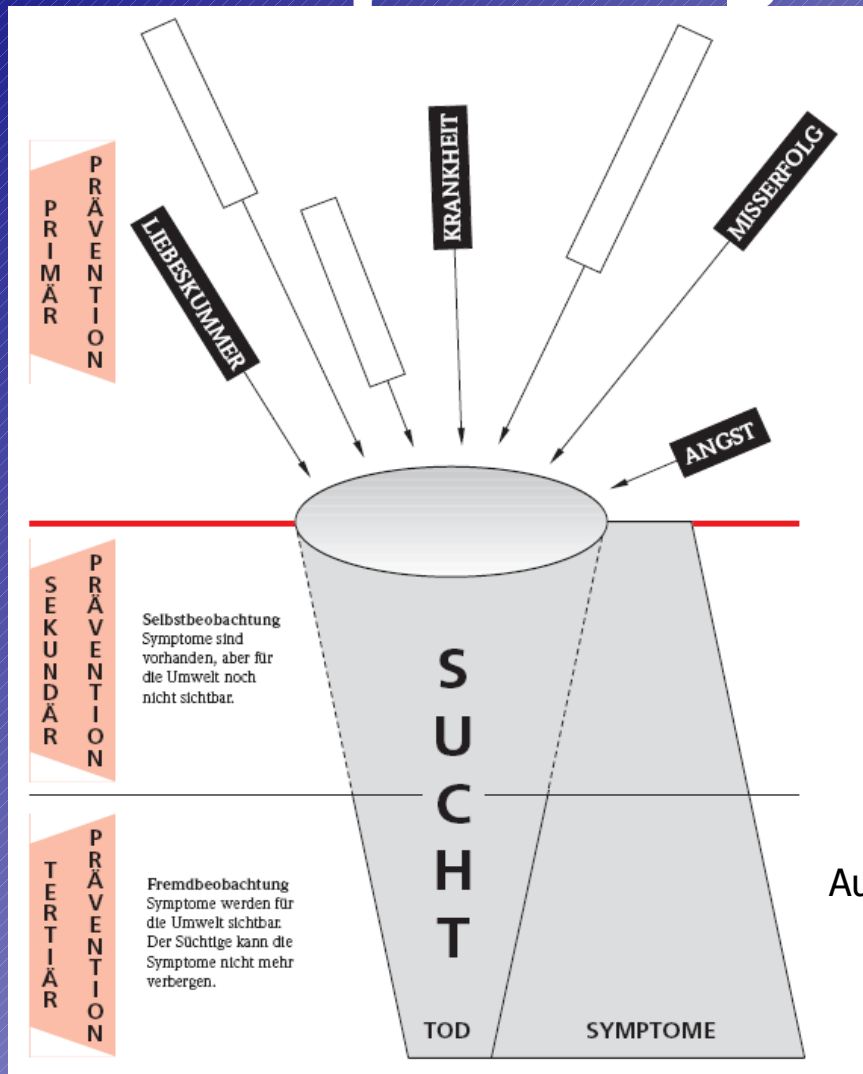 PRIMÄR
PRÄVENTION
LIEBESKUMMER
KRANKHEIT
MISSERFOLG
ANGST
SEKUNDÄR
PRÄVENTION
Selbstbeobachtung
Symptome sind
vorhanden, aber für
die Umwelt noch
nicht sichtbar.
SUCHT
TERTIÄR
PRÄVENTION
Fremdbeobachtung
Symptome werden für
die Umwelt sichtbar.
Der Süchtige kann die
Symptome nicht mehr
verbergen.
Au
TOD
SYMPTOME